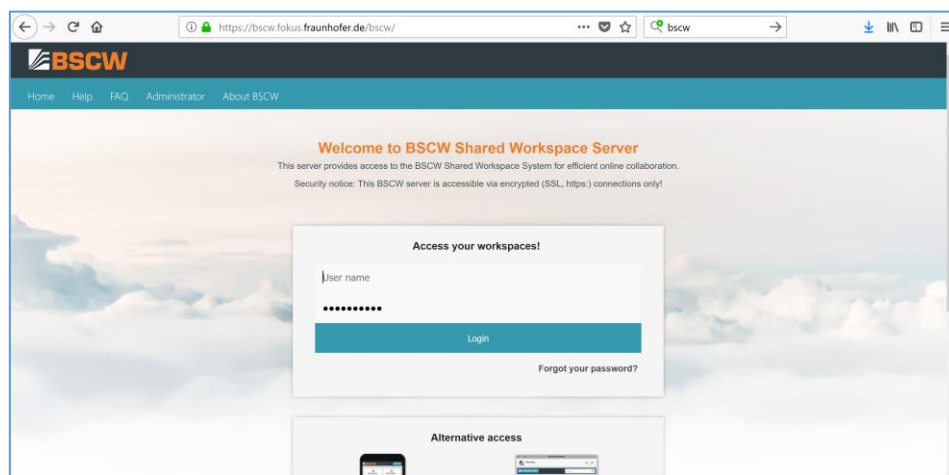 https://bscw.fokus.fraunhofer.de/bscw/
bscw
BSCW
Home Help FAQ Administrator About BSCW
Welcome to BSCW Shared Workspace Server
This server provides access to the BSCW Shared Workspace System for efficient online collaboration.
Security notice: This BSCW server is accessible via encrypted (SSL, https:) connections only!
Access your workspaces!
User name
••••••••••
Login
Forgot your password?
Alternative access